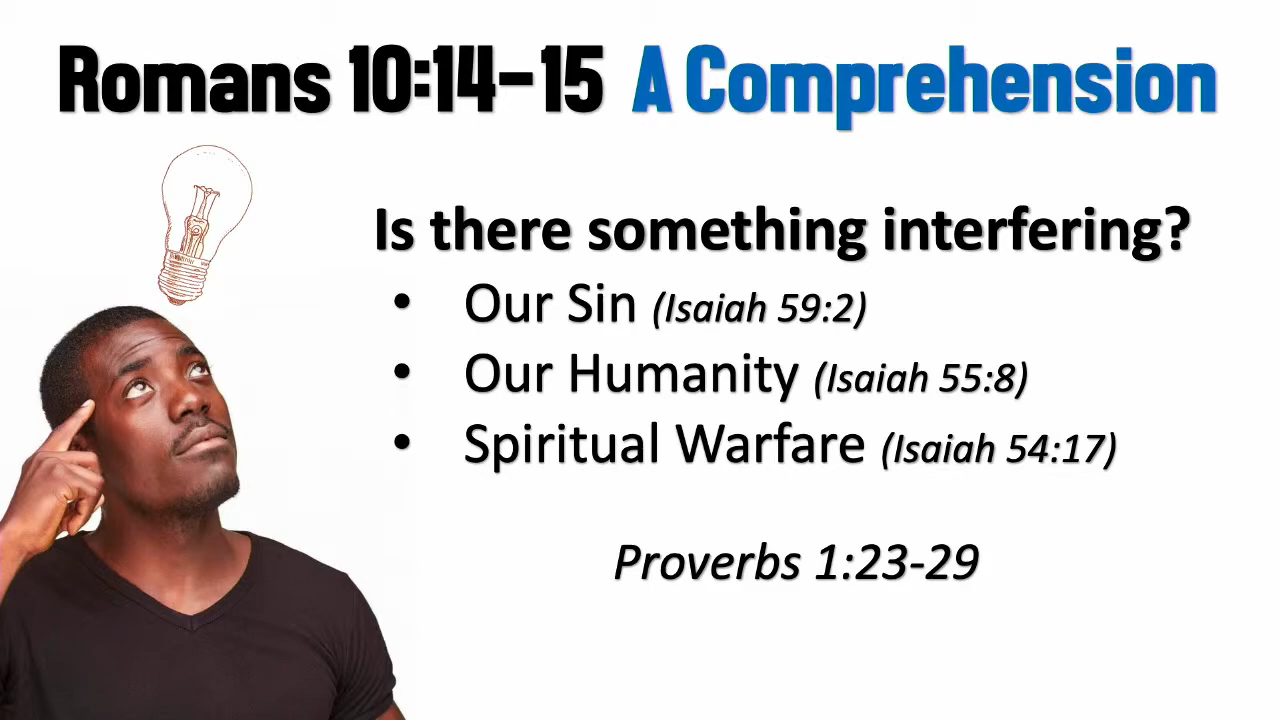 Romans 10:14-15 A Comprehension
Is there something interfering?
• Our Sin (Isaiah 59:2)
• Our Humanity (Isaiah 55:8)
• Spiritual Warfare (Isaiah 54:17)
Proverbs 1:23-29